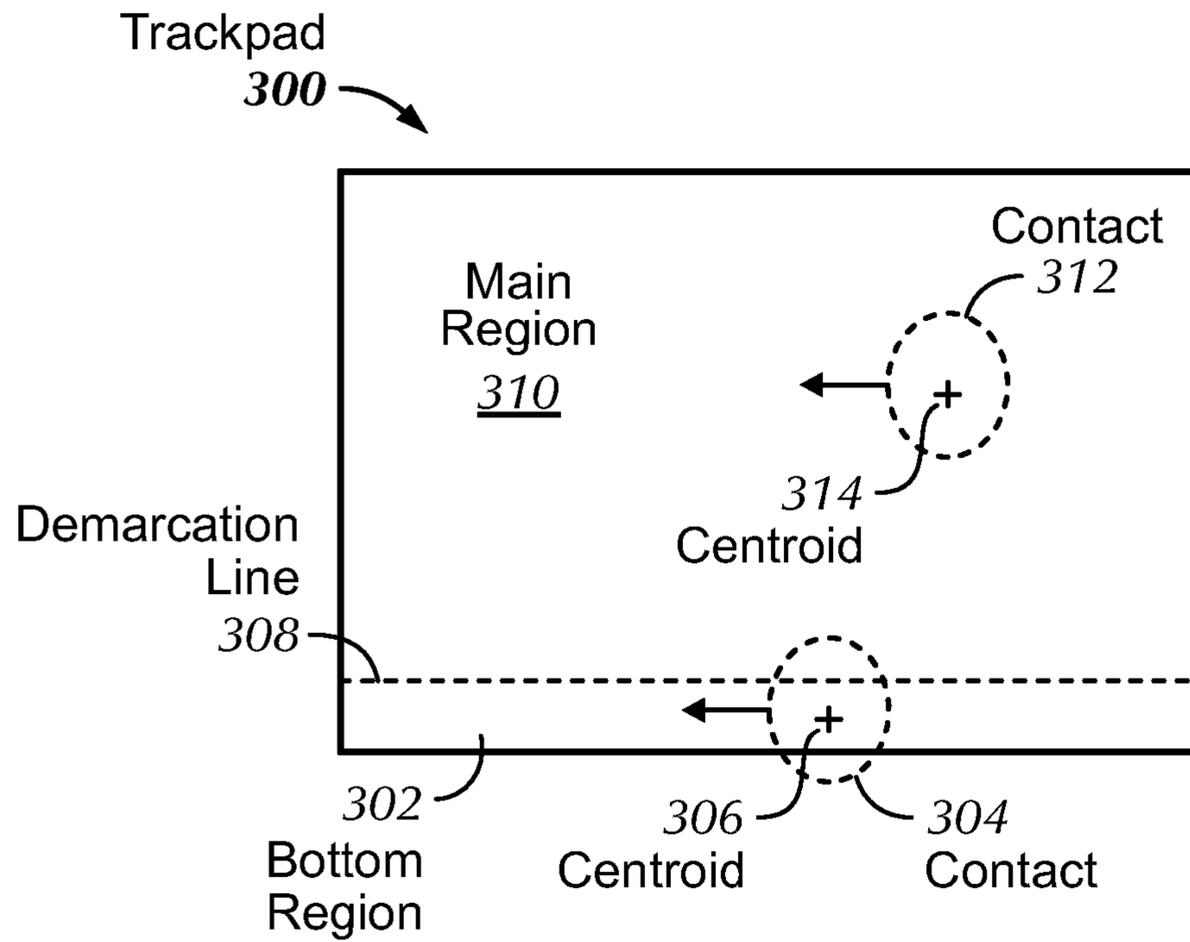 Trackpad
300
Contact
312
Main
Region
310
314
Centroid
Demarcation
Line
308
302
Bottom
Region
306
Centroid
304
Contact